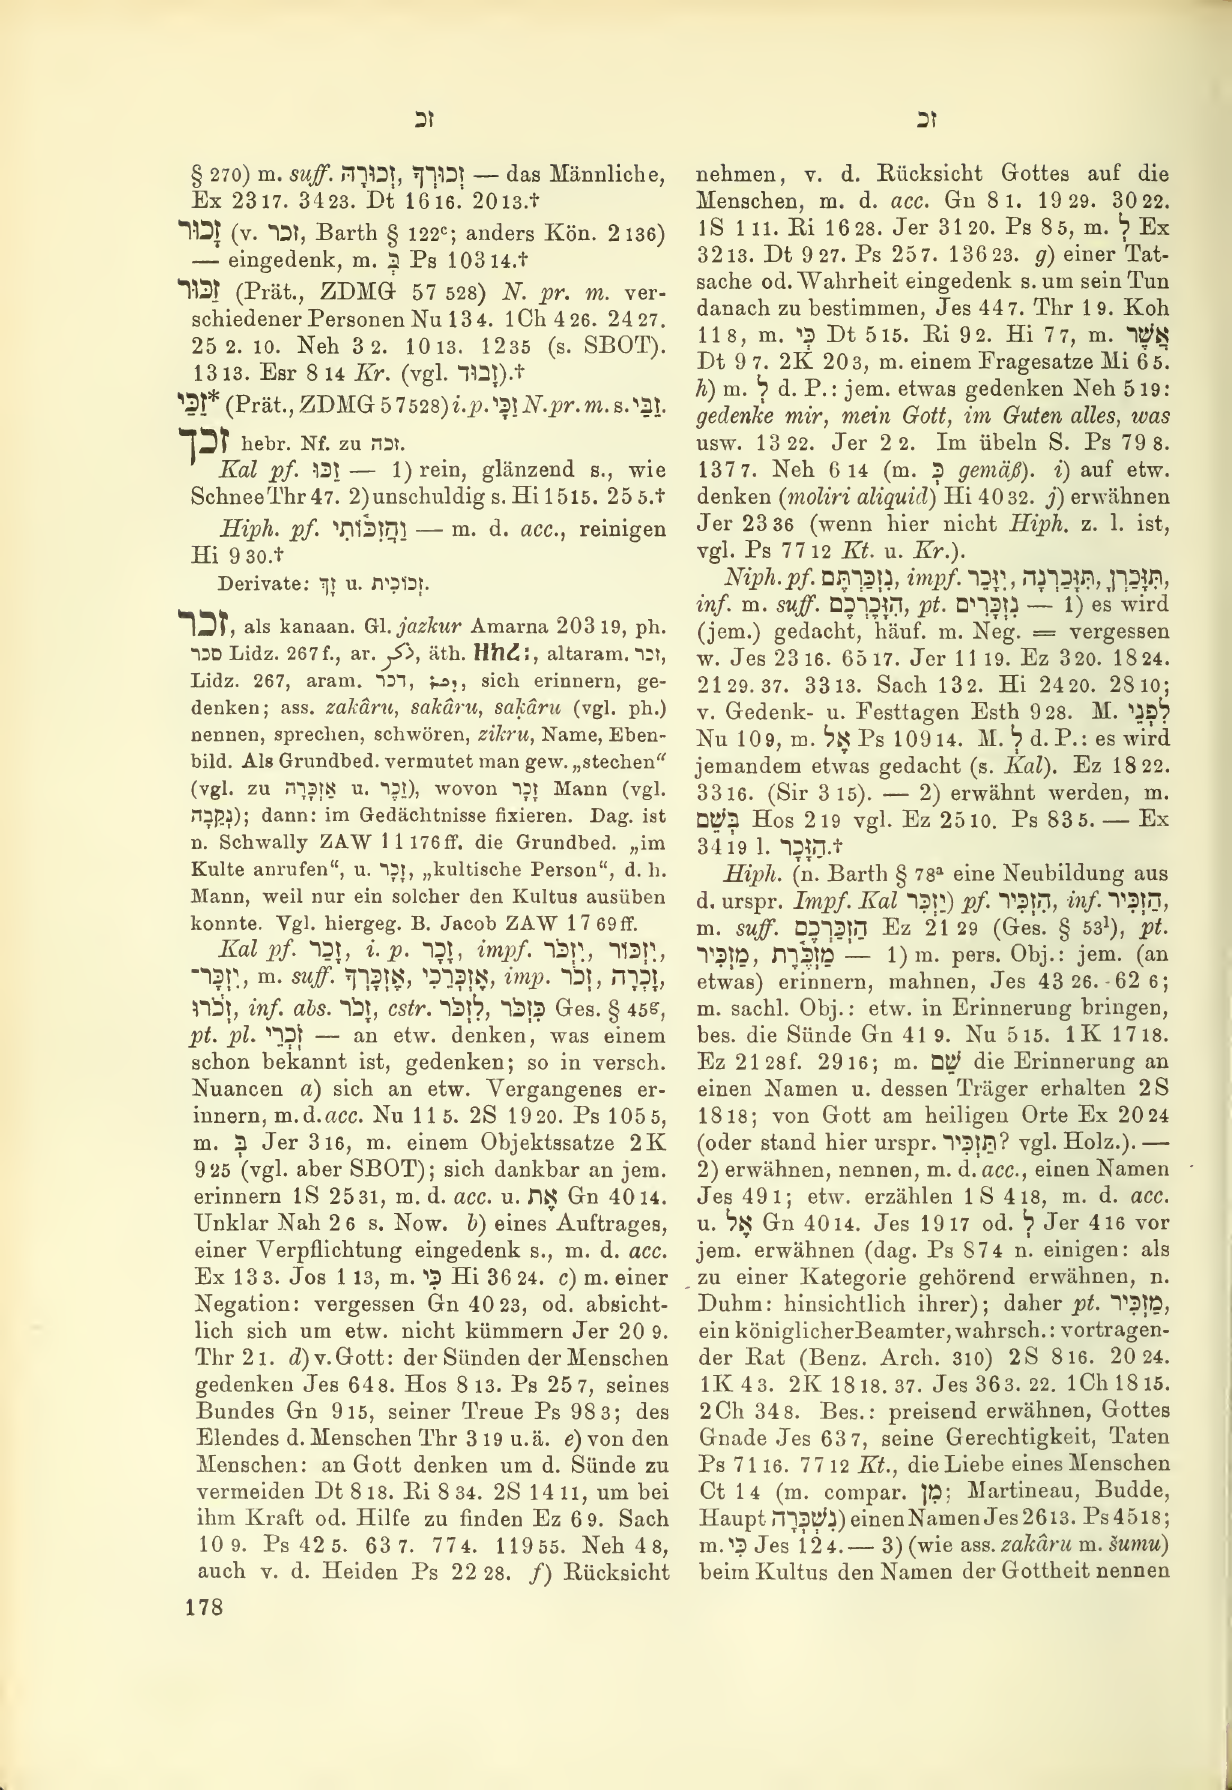 זכ
§ 270) m. suff. זְכוּרָהּ, זְכוּרְךָ — das Männliche,
Ex 23 17. 34 23. Dt 16 16. 20 13.†
זָכוּר (v. זכר, Barth § 122ᶜ; anders Kön. 2 136)
— eingedenk, m. בְּ Ps 103 14.†
זַכּוּר (Prät., ZDMG 57 528) N. pr. m. ver-
schiedener Personen Nu 13 4. 1Ch 4 26. 24 27.
25 2. 10. Neh 3 2. 10 13. 12 35 (s. SBOT).
13 13. Esr 8 14 Kr. (vgl. זָבוּד).†
זַכַּי* (Prät., ZDMG 57 528) i. p. זַכָּי N. pr. m. s. זַבַּי.
זכך hebr. Nf. zu זכה.
Kal pf. זַכּוּ — 1) rein, glänzend s., wie
Schnee Thr 4 7. 2) unschuldig s. Hi 15 15. 25 5.†
Hiph. pf. וַהֲזִכּוֹתִי — m. d. acc., reinigen
Hi 9 30.†
Derivate: זַךְ u. זְכוֹכִית.
זכר, als kanaan. Gl. jazkur Amarna 203 19, ph.
סכר Lidz. 267 f., ar. ذكر, äth. ዘከረ፡, altaram. זכר,
Lidz. 267, aram. דכר, ܕܟܪ, sich erinnern, ge-
denken; ass. zakâru, sakâru, saḳâru (vgl. ph.)
nennen, sprechen, schwören, zikru, Name, Eben-
bild. Als Grundbed. vermutet man gew. „stechen“
(vgl. zu אַזְכָּרָה u. זֵכֶר), wovon זָכָר Mann (vgl.
נְקֵבָה); dann: im Gedächtnisse fixieren. Dag. ist
n. Schwally ZAW 11 176 ff. die Grundbed. „im
Kulte anrufen“, u. זָכָר, „kultische Person“, d. h.
Mann, weil nur ein solcher den Kultus ausüben
konnte. Vgl. hiergeg. B. Jacob ZAW 17 69 ff.
Kal pf. זָכַר, i. p. זָכָר, impf. יִזְכֹּר, יִזְכּוֹר,
יִזְכָּר־, m. suff. אֶזְכָּרְךָ, אֶזְכְּרֵכִי, imp. זְכֹר, זָכְרָה,
זִכְרוּ, inf. abs. זָכֹר, cstr. לִזְכֹּר, כִּזְכֹר Ges. § 45ᵍ,
pt. pl. זֹכְרֵי — an etw. denken, was einem
schon bekannt ist, gedenken; so in versch.
Nuancen a) sich an etw. Vergangenes er-
innern, m. d. acc. Nu 11 5. 2S 19 20. Ps 105 5,
m. בְּ Jer 3 16, m. einem Objektssatze 2K
9 25 (vgl. aber SBOT); sich dankbar an jem.
erinnern 1S 25 31, m. d. acc. u. אֵת Gn 40 14.
Unklar Nah 2 6 s. Now. b) eines Auftrages,
einer Verpflichtung eingedenk s., m. d. acc.
Ex 13 3. Jos 1 13, m. כִּי Hi 36 24. c) m. einer
Negation: vergessen Gn 40 23, od. absicht-
lich sich um etw. nicht kümmern Jer 20 9.
Thr 2 1. d) v. Gott: der Sünden der Menschen
gedenken Jes 64 8. Hos 8 13. Ps 25 7, seines
Bundes Gn 9 15, seiner Treue Ps 98 3; des
Elendes d. Menschen Thr 3 19 u. ä. e) von den
Menschen: an Gott denken um d. Sünde zu
vermeiden Dt 8 18. Ri 8 34. 2S 14 11, um bei
ihm Kraft od. Hilfe zu finden Ez 6 9. Sach
10 9. Ps 42 5. 63 7. 77 4. 119 55. Neh 4 8,
auch v. d. Heiden Ps 22 28. f) Rücksicht
178
זכ
nehmen, v. d. Rücksicht Gottes auf die
Menschen, m. d. acc. Gn 8 1. 19 29. 30 22.
1S 1 11. Ri 16 28. Jer 31 20. Ps 8 5, m. לְ Ex
32 13. Dt 9 27. Ps 25 7. 136 23. g) einer Tat-
sache od. Wahrheit eingedenk s. um sein Tun
danach zu bestimmen, Jes 44 7. Thr 1 9. Koh
11 8, m. כִּי Dt 5 15. Ri 9 2. Hi 7 7, m. אֲשֶׁר
Dt 9 7. 2K 20 3, m. einem Fragesatze Mi 6 5.
h) m. לְ d. P.: jem. etwas gedenken Neh 5 19:
gedenke mir, mein Gott, im Guten alles, was
usw. 13 22. Jer 2 2. Im übeln S. Ps 79 8.
137 7. Neh 6 14 (m. כְּ gemäß). i) auf etw.
denken (moliri aliquid) Hi 40 32. j) erwähnen
Jer 23 36 (wenn hier nicht Hiph. z. l. ist,
vgl. Ps 77 12 Kt. u. Kr.).
Niph. pf. נִזְכַּרְתֶּם, impf. יִזָּכֵר, תִּזָּכַרְנָה, תִּזָּכַרְןָ,
inf. m. suff. הִזָּכֶרְכֶם, pt. נִזְכָּרִים — 1) es wird
(jem.) gedacht, häuf. m. Neg. = vergessen
w. Jes 23 16. 65 17. Jer 11 19. Ez 3 20. 18 24.
21 29. 37. 33 13. Sach 13 2. Hi 24 20. 28 10;
v. Gedenk- u. Festtagen Esth 9 28. M. לִפְנֵי
Nu 10 9, m. אֶל Ps 109 14. M. לְ d. P.: es wird
jemandem etwas gedacht (s. Kal). Ez 18 22.
33 16. (Sir 3 15). — 2) erwähnt werden, m.
בְּשֵׁם Hos 2 19 vgl. Ez 25 10. Ps 83 5. — Ex
34 19 l. הַזָּכָר.†
Hiph. (n. Barth § 78ᵃ eine Neubildung aus
d. urspr. Impf. Kal יַזְכִּר) pf. הִזְכִּיר, inf. הַזְכִּיר,
m. suff. הַזְכַּרְכֶם Ez 21 29 (Ges. § 53ˡ), pt.
מַזְכִּיר, מַזְכֶּרֶת — 1) m. pers. Obj.: jem. (an
etwas) erinnern, mahnen, Jes 43 26. 62 6;
m. sachl. Obj.: etw. in Erinnerung bringen,
bes. die Sünde Gn 41 9. Nu 5 15. 1K 17 18.
Ez 21 28 f. 29 16; m. שֵׁם die Erinnerung an
einen Namen u. dessen Träger erhalten 2S
18 18; von Gott am heiligen Orte Ex 20 24
(oder stand hier urspr. תַּזְכִּיר? vgl. Holz.). —
2) erwähnen, nennen, m. d. acc., einen Namen
Jes 49 1; etw. erzählen 1S 4 18, m. d. acc.
u. אֶל Gn 40 14. Jes 19 17 od. לְ Jer 4 16 vor
jem. erwähnen (dag. Ps 87 4 n. einigen: als
zu einer Kategorie gehörend erwähnen, n.
Duhm: hinsichtlich ihrer); daher pt. מַזְכִּיר,
ein königlicher Beamter, wahrsch.: vortragen-
der Rat (Benz. Arch. 310) 2S 8 16. 20 24.
1K 4 3. 2K 18 18. 37. Jes 36 3. 22. 1Ch 18 15.
2Ch 34 8. Bes.: preisend erwähnen, Gottes
Gnade Jes 63 7, seine Gerechtigkeit, Taten
Ps 71 16. 77 12 Kt., die Liebe eines Menschen
Ct 1 4 (m. compar. מִן; Martineau, Budde,
Haupt נִשְׁכְּרָה) einen Namen Jes 26 13. Ps 45 18;
m. כִּי Jes 12 4. — 3) (wie ass. zakâru m. šumu)
beim Kultus den Namen der Gottheit nennen